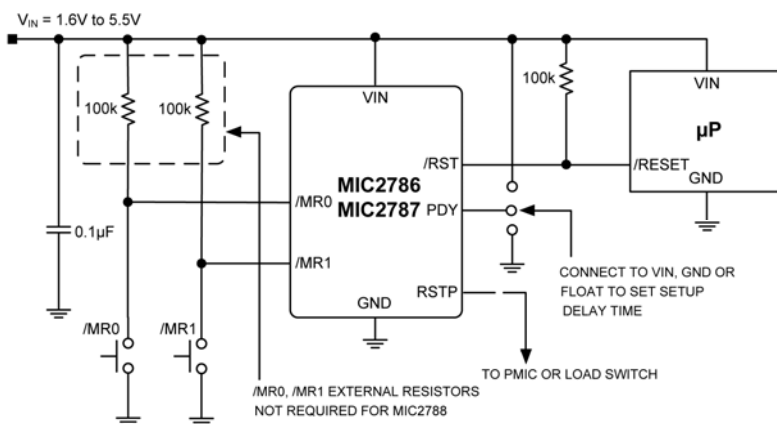 VIN = 1.6V to 5.5V
100k
100k
100k
VIN
VIN
µP
/RST
/RESET
MIC2786
GND
/MR0
MIC2787
PDY
0.1µF
/MR1
CONNECT TO VIN, GND OR
FLOAT TO SET SETUP
DELAY TIME
RSTP
GND
/MR0
/MR1
TO PMIC OR LOAD SWITCH
/MR0, /MR1 EXTERNAL RESISTORS
NOT REQUIRED FOR MIC2788